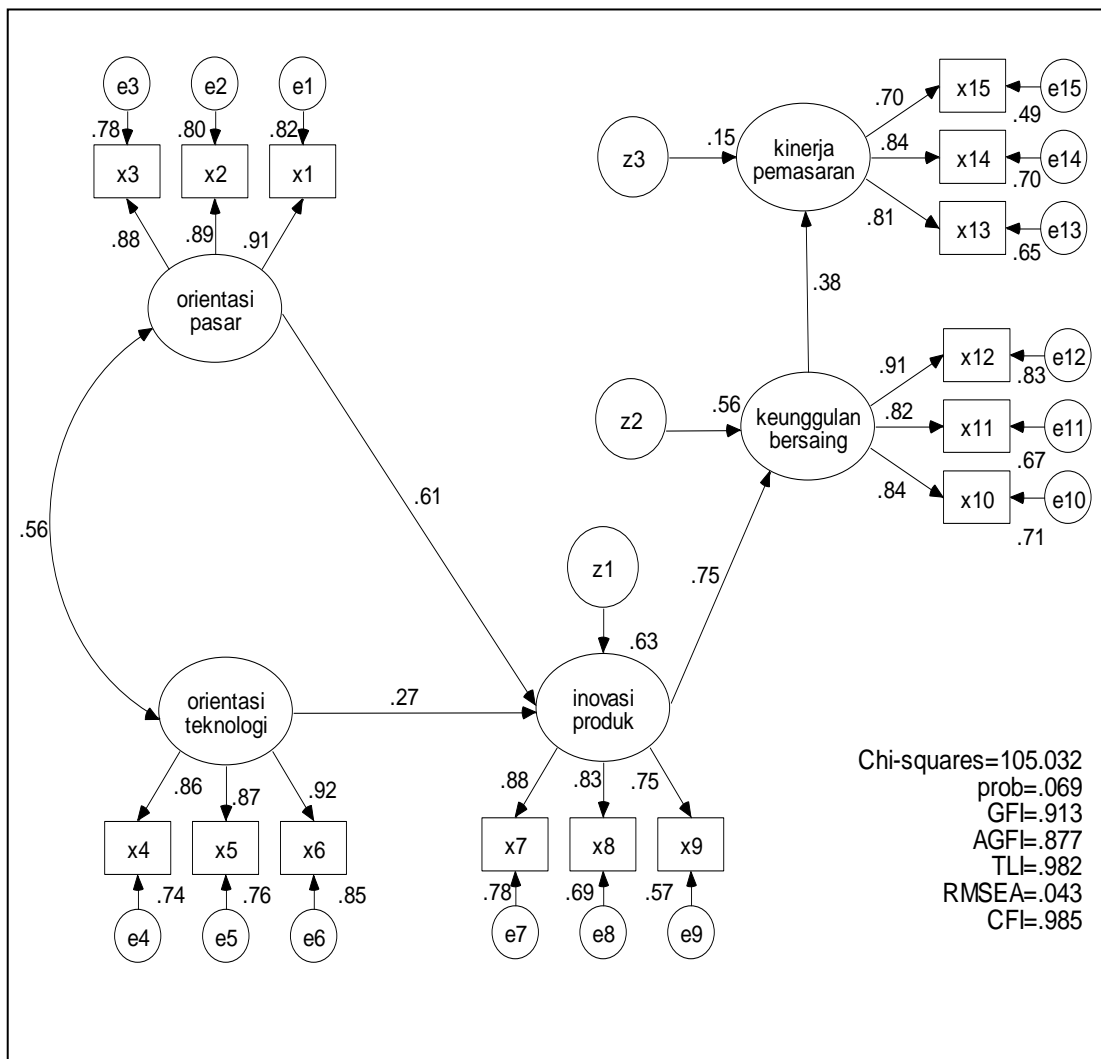 e3
e2
e1
.78
.80
.82
x3
x2
x1
.88
.89
.91
orientasi
pasar
z3
.15
kinerja
pemasaran
.70
x15
e15
.49
.84
x14
e14
.70
.81
x13
e13
.65
.38
z2
.56
keunggulan
bersaing
.91
x12
e12
.83
.82
x11
e11
.67
.84
x10
e10
.71
.56
.61
z1
.75
.63
orientasi
teknologi
.27
inovasi
produk
.86
.87
.92
x4
x5
x6
.74
.76
.85
e4
e5
e6
.88
.83
.75
x7
x8
x9
.78
.69
.57
e7
e8
e9
Chi-squares=105.032
prob=.069
GFI=.913
AGFI=.877
TLI=.982
RMSEA=.043
CFI=.985